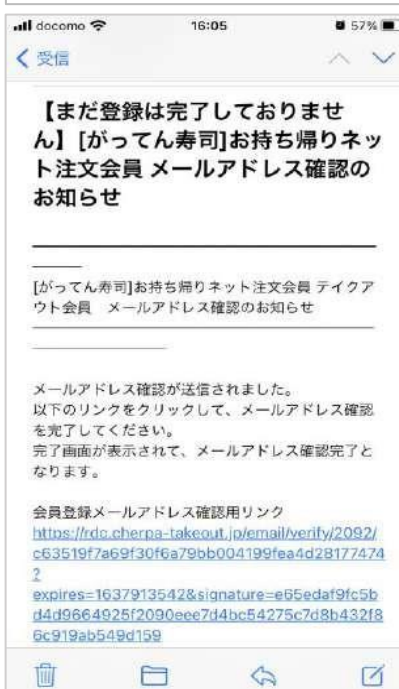 docomo 16:05 57%
受信
【まだ登録は完了しておりませ
ん】[がってん寿司]お持ち帰りネッ
ト注文会員 メールアドレス確認の
お知らせ
[がってん寿司]お持ち帰りネット注文会員 テイクア
ウト会員 メールアドレス確認のお知らせ
メールアドレス確認が送信されました。
以下のリンクをクリックして、メールアドレス確認
を完了してください。
完了画面が表示されて、メールアドレス確認完了と
なります。
会員登録メールアドレス確認用リンク
https://rdc.cherpa-takeout.jp/email/verify/2092/
c63519f7a69f30f6a79bb004199fea4d28177474
?
expires=1637913542&signature=e65edaf9fc5b
d4d9664925f2090eee7d4bc54275c7d8b432f8
6c919ab549d159